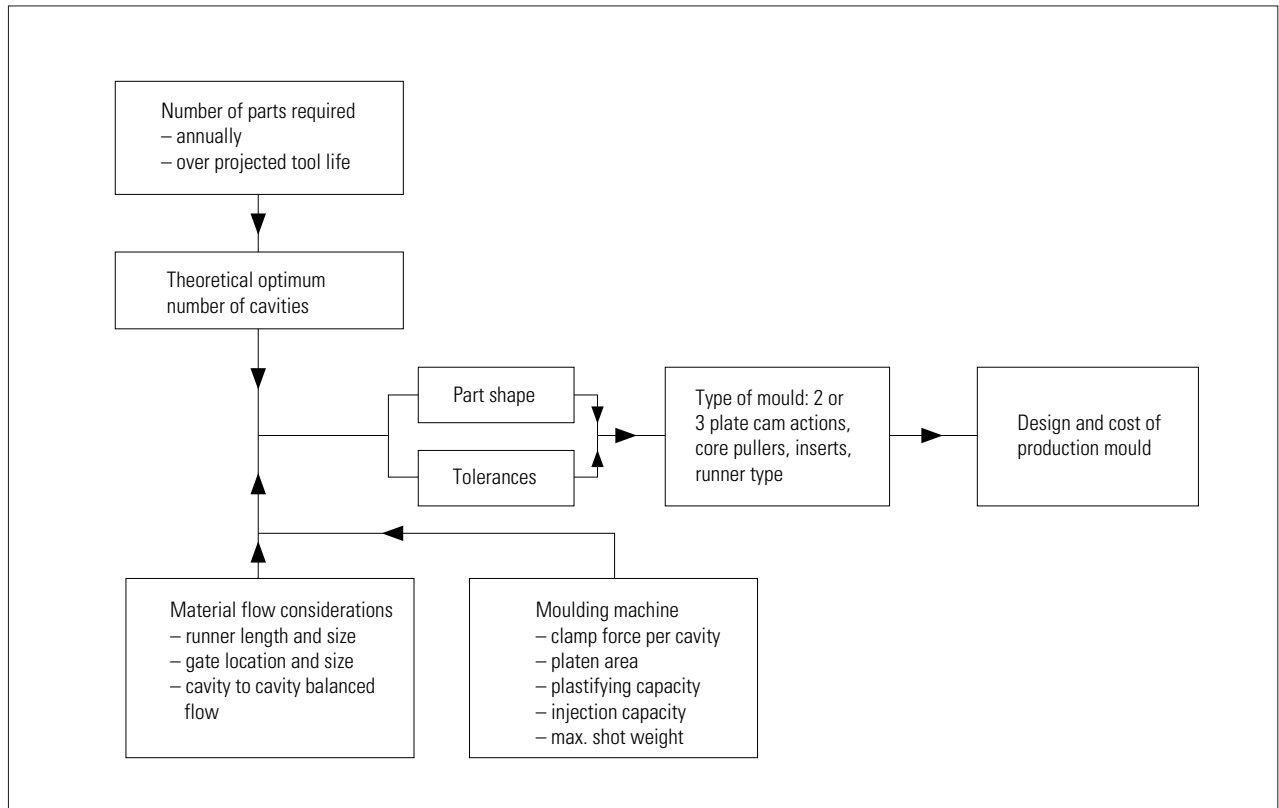 Number of parts required
– annually
– over projected tool life
Theoretical optimum
number of cavities
Part shape
Tolerances
Type of mould: 2 or
3 plate cam actions,
core pullers, inserts,
runner type
Design and cost of
production mould
Material flow considerations
– runner length and size
– gate location and size
– cavity to cavity balanced
flow
Moulding machine
– clamp force per cavity
– platen area
– plastifying capacity
– injection capacity
– max. shot weight